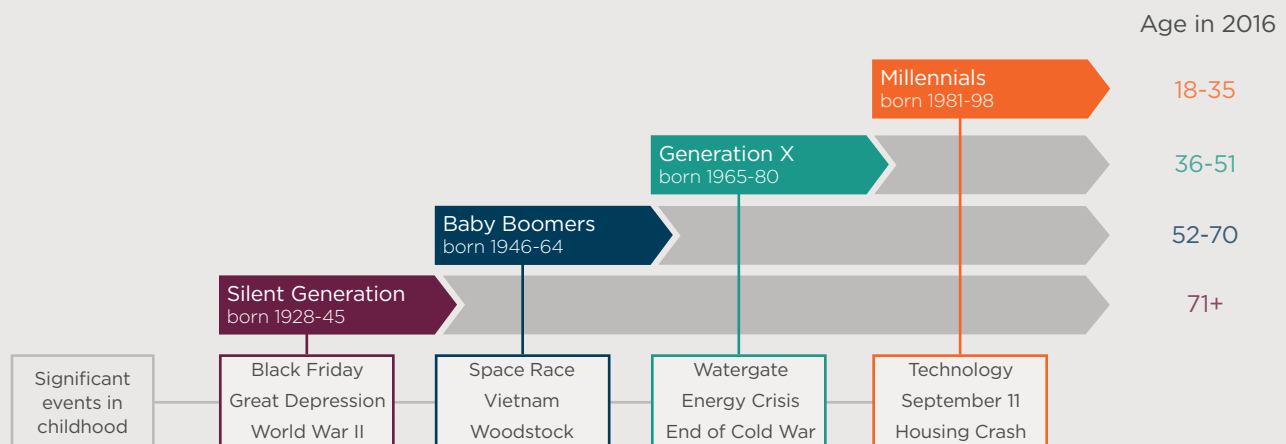 Age in 2016
Millennials
born 1981-98
18-35
Generation X
born 1965-80
36-51
Baby Boomers
born 1946-64
52-70
Silent Generation
born 1928-45
71+
Significant
events in
childhood
Black Friday
Great Depression
World War II
Space Race
Vietnam
Woodstock
Watergate
Energy Crisis
End of Cold War
Technology
September 11
Housing Crash